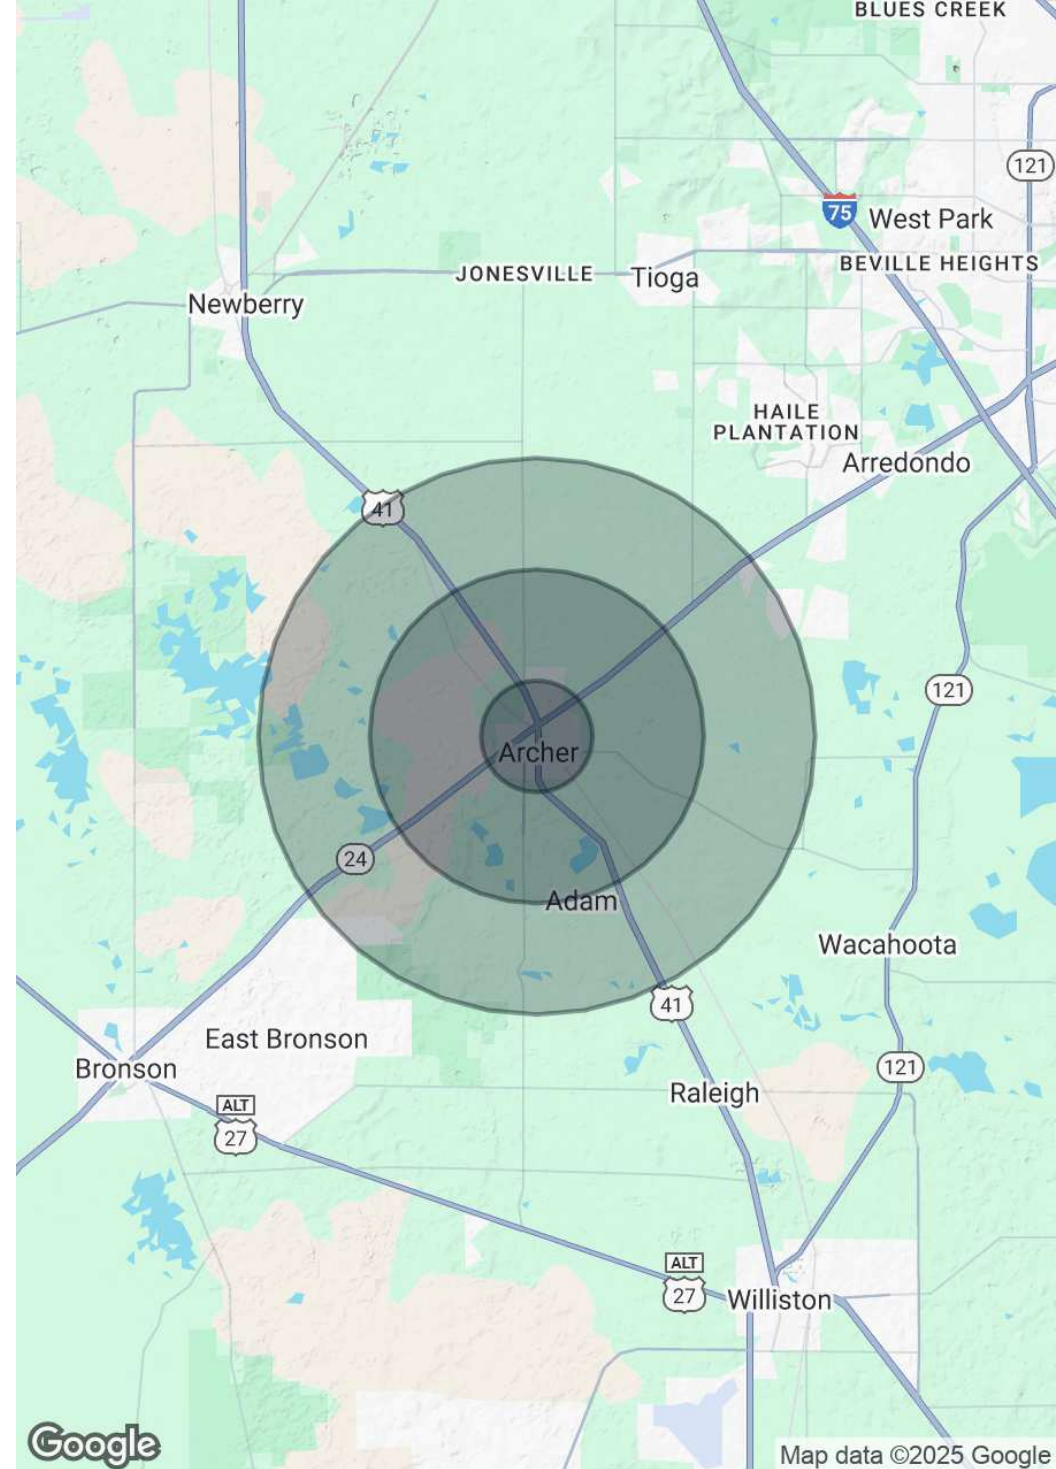 BLUES CREEK
121
75
West Park
BEVILLE HEIGHTS
JONESVILLE
Tioga
Newberry
HAILE
PLANTATION
Arredondo
41
121
Archer
24
Adam
Wacahoota
41
East Bronson
Bronson
121
Raleigh
ALT
27
ALT
27
Williston
Google
Map data ©2025 Google